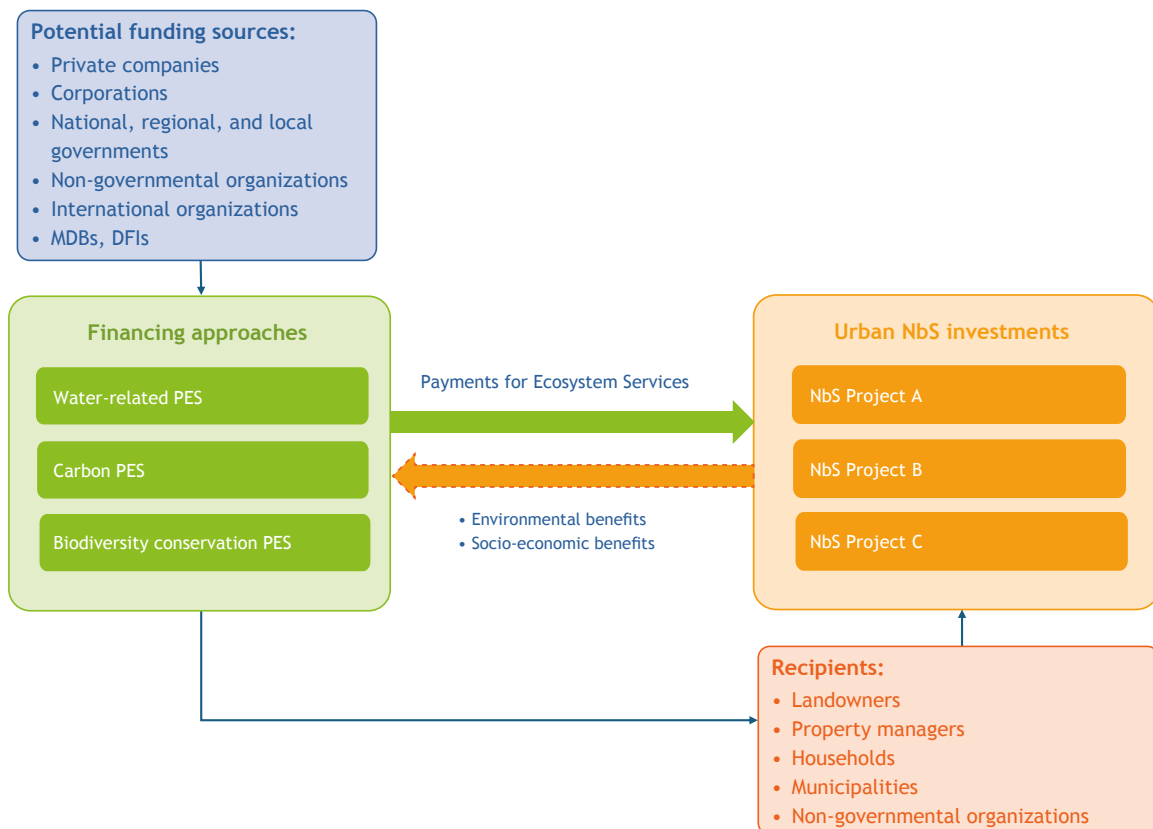 Potential funding sources:
• Private companies
• Corporations
• National, regional, and local
governments
• Non-governmental organizations
• International organizations
• MDBs, DFIs
Financing approaches
Water-related PES
Carbon PES
Biodiversity conservation PES
Payments for Ecosystem Services
• Environmental benefits
• Socio-economic benefits
Urban NbS investments
NbS Project A
NbS Project B
NbS Project C
Recipients:
• Landowners
• Property managers
• Households
• Municipalities
• Non-governmental organizations